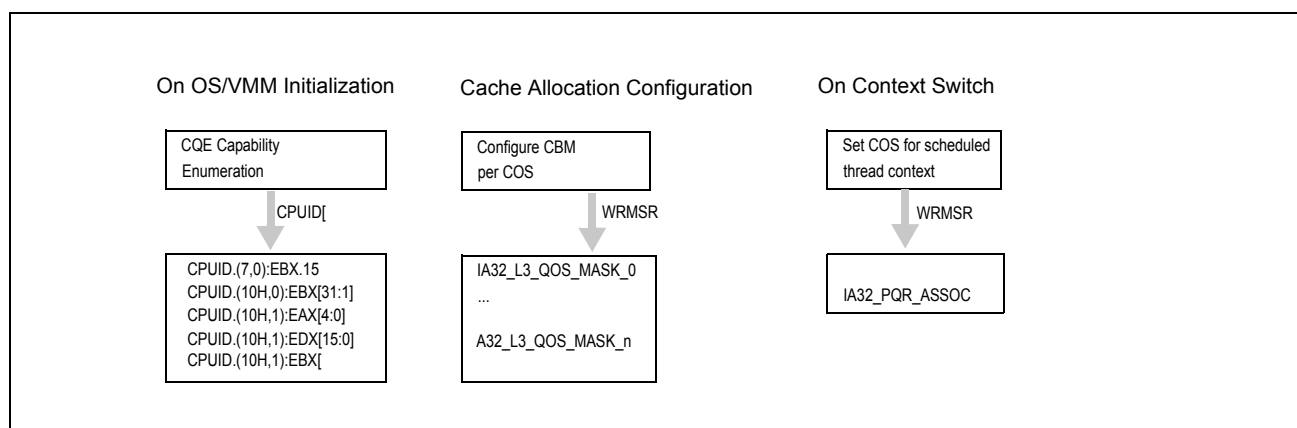 On OS/VMM Initialization
CQE Capability
Enumeration
CPUID[
CPUID.(7,0):EBX.15
CPUID.(10H,0):EBX[31:1]
CPUID.(10H,1):EAX[4:0]
CPUID.(10H,1):EDX[15:0]
CPUID.(10H,1):EBX[
Cache Allocation Configuration
Configure CBM
per COS
WRMSR
IA32_L3_QOS_MASK_0
...
A32_L3_QOS_MASK_n
On Context Switch
Set COS for scheduled
thread context
WRMSR
IA32_PQR_ASSOC